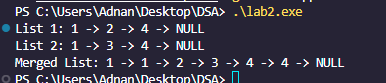 PS C:\Users\Adnan\Desktop\DSA> .\lab2.exe
List 1: 1 -> 2 -> 4 -> NULL
List 2: 1 -> 3 -> 4 -> NULL
Merged List: 1 -> 1 -> 2 -> 3 -> 4 -> 4 -> NULL
PS C:\Users\Adnan\Desktop\DSA>